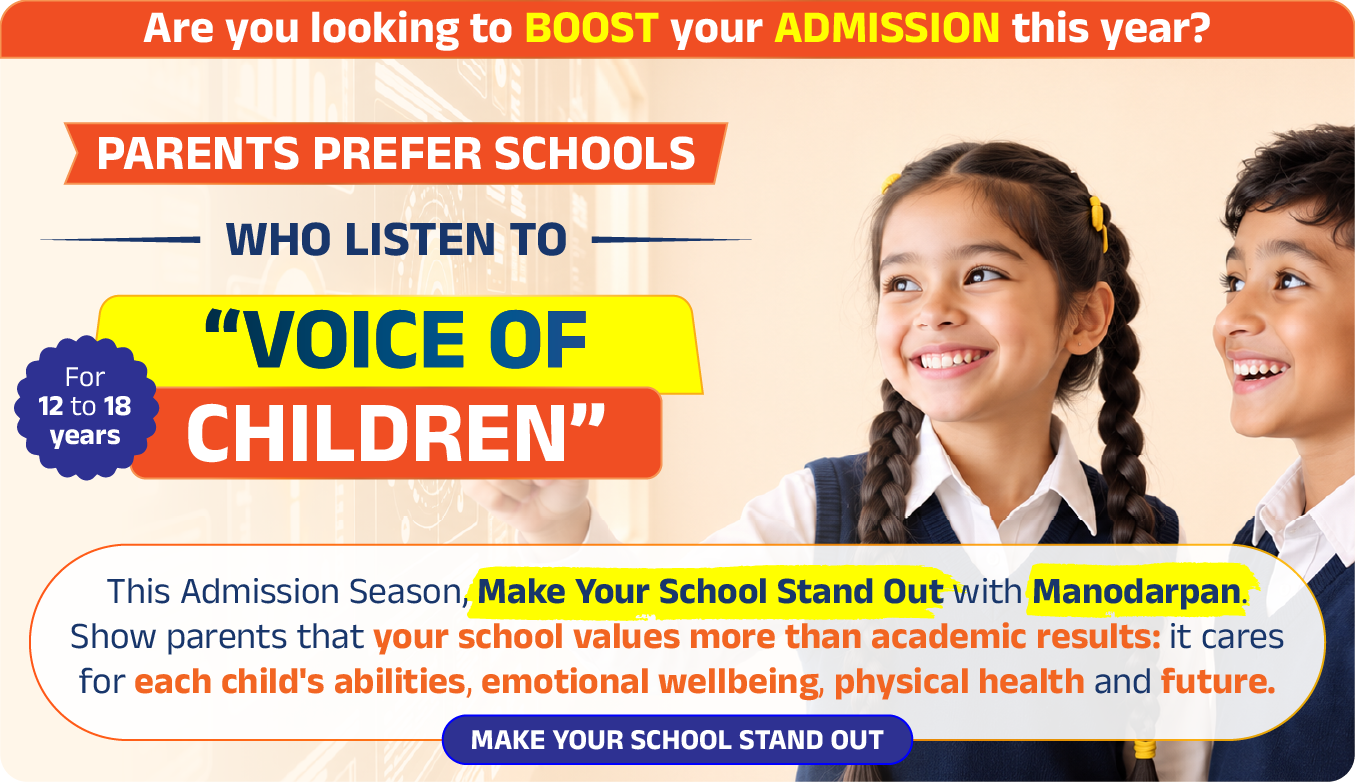 Are you looking to BOOST your ADMISSION this year?
PARENTS PREFER SCHOOLS
WHO LISTEN TO
“VOICE OF
CHILDREN”
For
12 to 18
years
This Admission Season, Make Your School Stand Out with Manodarpan.
Show parents that your school values more than academic results: it cares
for each child's abilities, emotional wellbeing, physical health and future.
MAKE YOUR SCHOOL STAND OUT